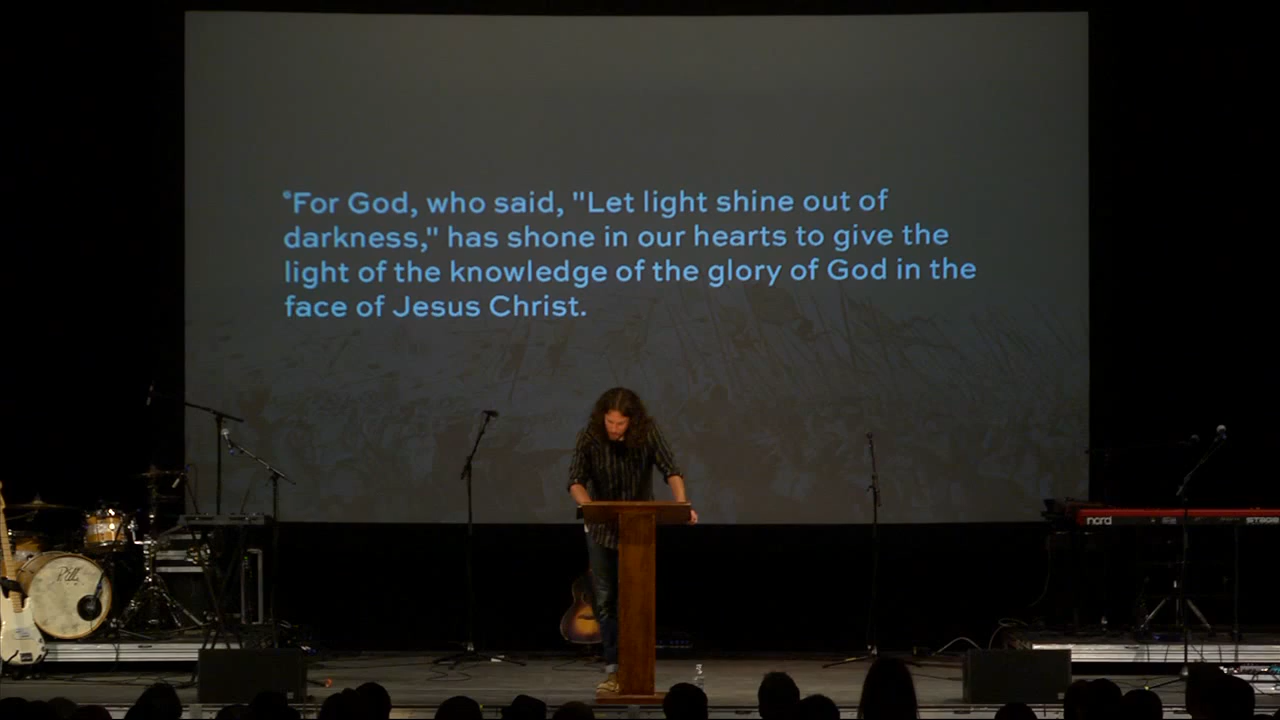 ⁶For God, who said, "Let light shine out of
darkness," has shone in our hearts to give the
light of the knowledge of the glory of God in the
face of Jesus Christ.
nord